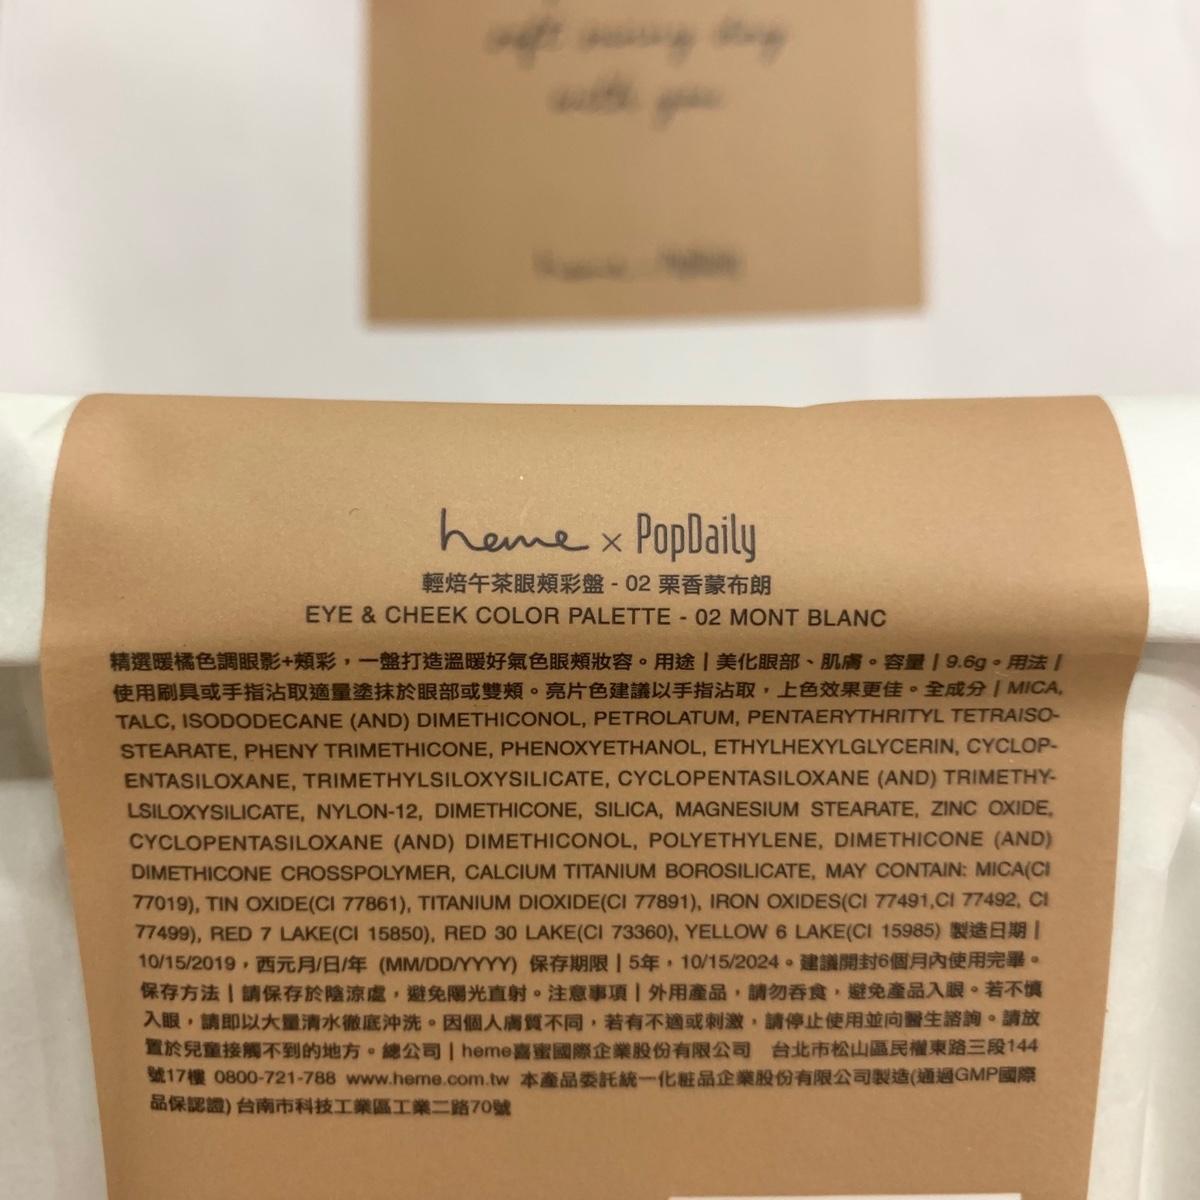 soft sunny day
with you
heme × PopDaily
輕焙午茶眼頰彩盤 - 02 栗香蒙布朗
EYE & CHEEK COLOR PALETTE - 02 MONT BLANC
精選暖橘色調眼影+頰彩，一盤打造溫暖好氣色眼頰妝容。用途 | 美化眼部、肌膚。容量 | 9.6g。用法 |
使用刷具或手指沾取適量塗抹於眼部或雙頰。亮片色建議以手指沾取，上色效果更佳。全成分 | MICA,
TALC, ISODODECANE (AND) DIMETHICONOL, PETROLATUM, PENTAERYTHRITYL TETRAISO-
STEARATE, PHENY TRIMETHICONE, PHENOXYETHANOL, ETHYLHEXYLGLYCERIN, CYCLOP-
ENTASILOXANE, TRIMETHYLSILOXYSILICATE, CYCLOPENTASILOXANE (AND) TRIMETHY-
LSILOXYSILICATE, NYLON-12, DIMETHICONE, SILICA, MAGNESIUM STEARATE, ZINC OXIDE,
CYCLOPENTASILOXANE (AND) DIMETHICONOL, POLYETHYLENE, DIMETHICONE (AND)
DIMETHICONE CROSSPOLYMER, CALCIUM TITANIUM BOROSILICATE, MAY CONTAIN: MICA(CI
77019), TIN OXIDE(CI 77861), TITANIUM DIOXIDE(CI 77891), IRON OXIDES(CI 77491,CI 77492, CI
77499), RED 7 LAKE(CI 15850), RED 30 LAKE(CI 73360), YELLOW 6 LAKE(CI 15985) 製造日期 |
10/15/2019，西元月/日/年 (MM/DD/YYYY) 保存期限 | 5年，10/15/2024。建議開封6個月內使用完畢。
保存方法 | 請保存於陰涼處，避免陽光直射。注意事項 | 外用產品，請勿吞食，避免產品入眼。若不慎
入眼，請即以大量清水徹底沖洗。因個人膚質不同，若有不適或刺激，請停止使用並向醫生諮詢。請放
置於兒童接觸不到的地方。總公司 | heme喜蜜國際企業股份有限公司 台北市松山區民權東路三段144
號17樓 0800-721-788 www.heme.com.tw 本產品委託統一化粧品企業股份有限公司製造(通過GMP國際
品保認證) 台南市科技工業區工業二路70號